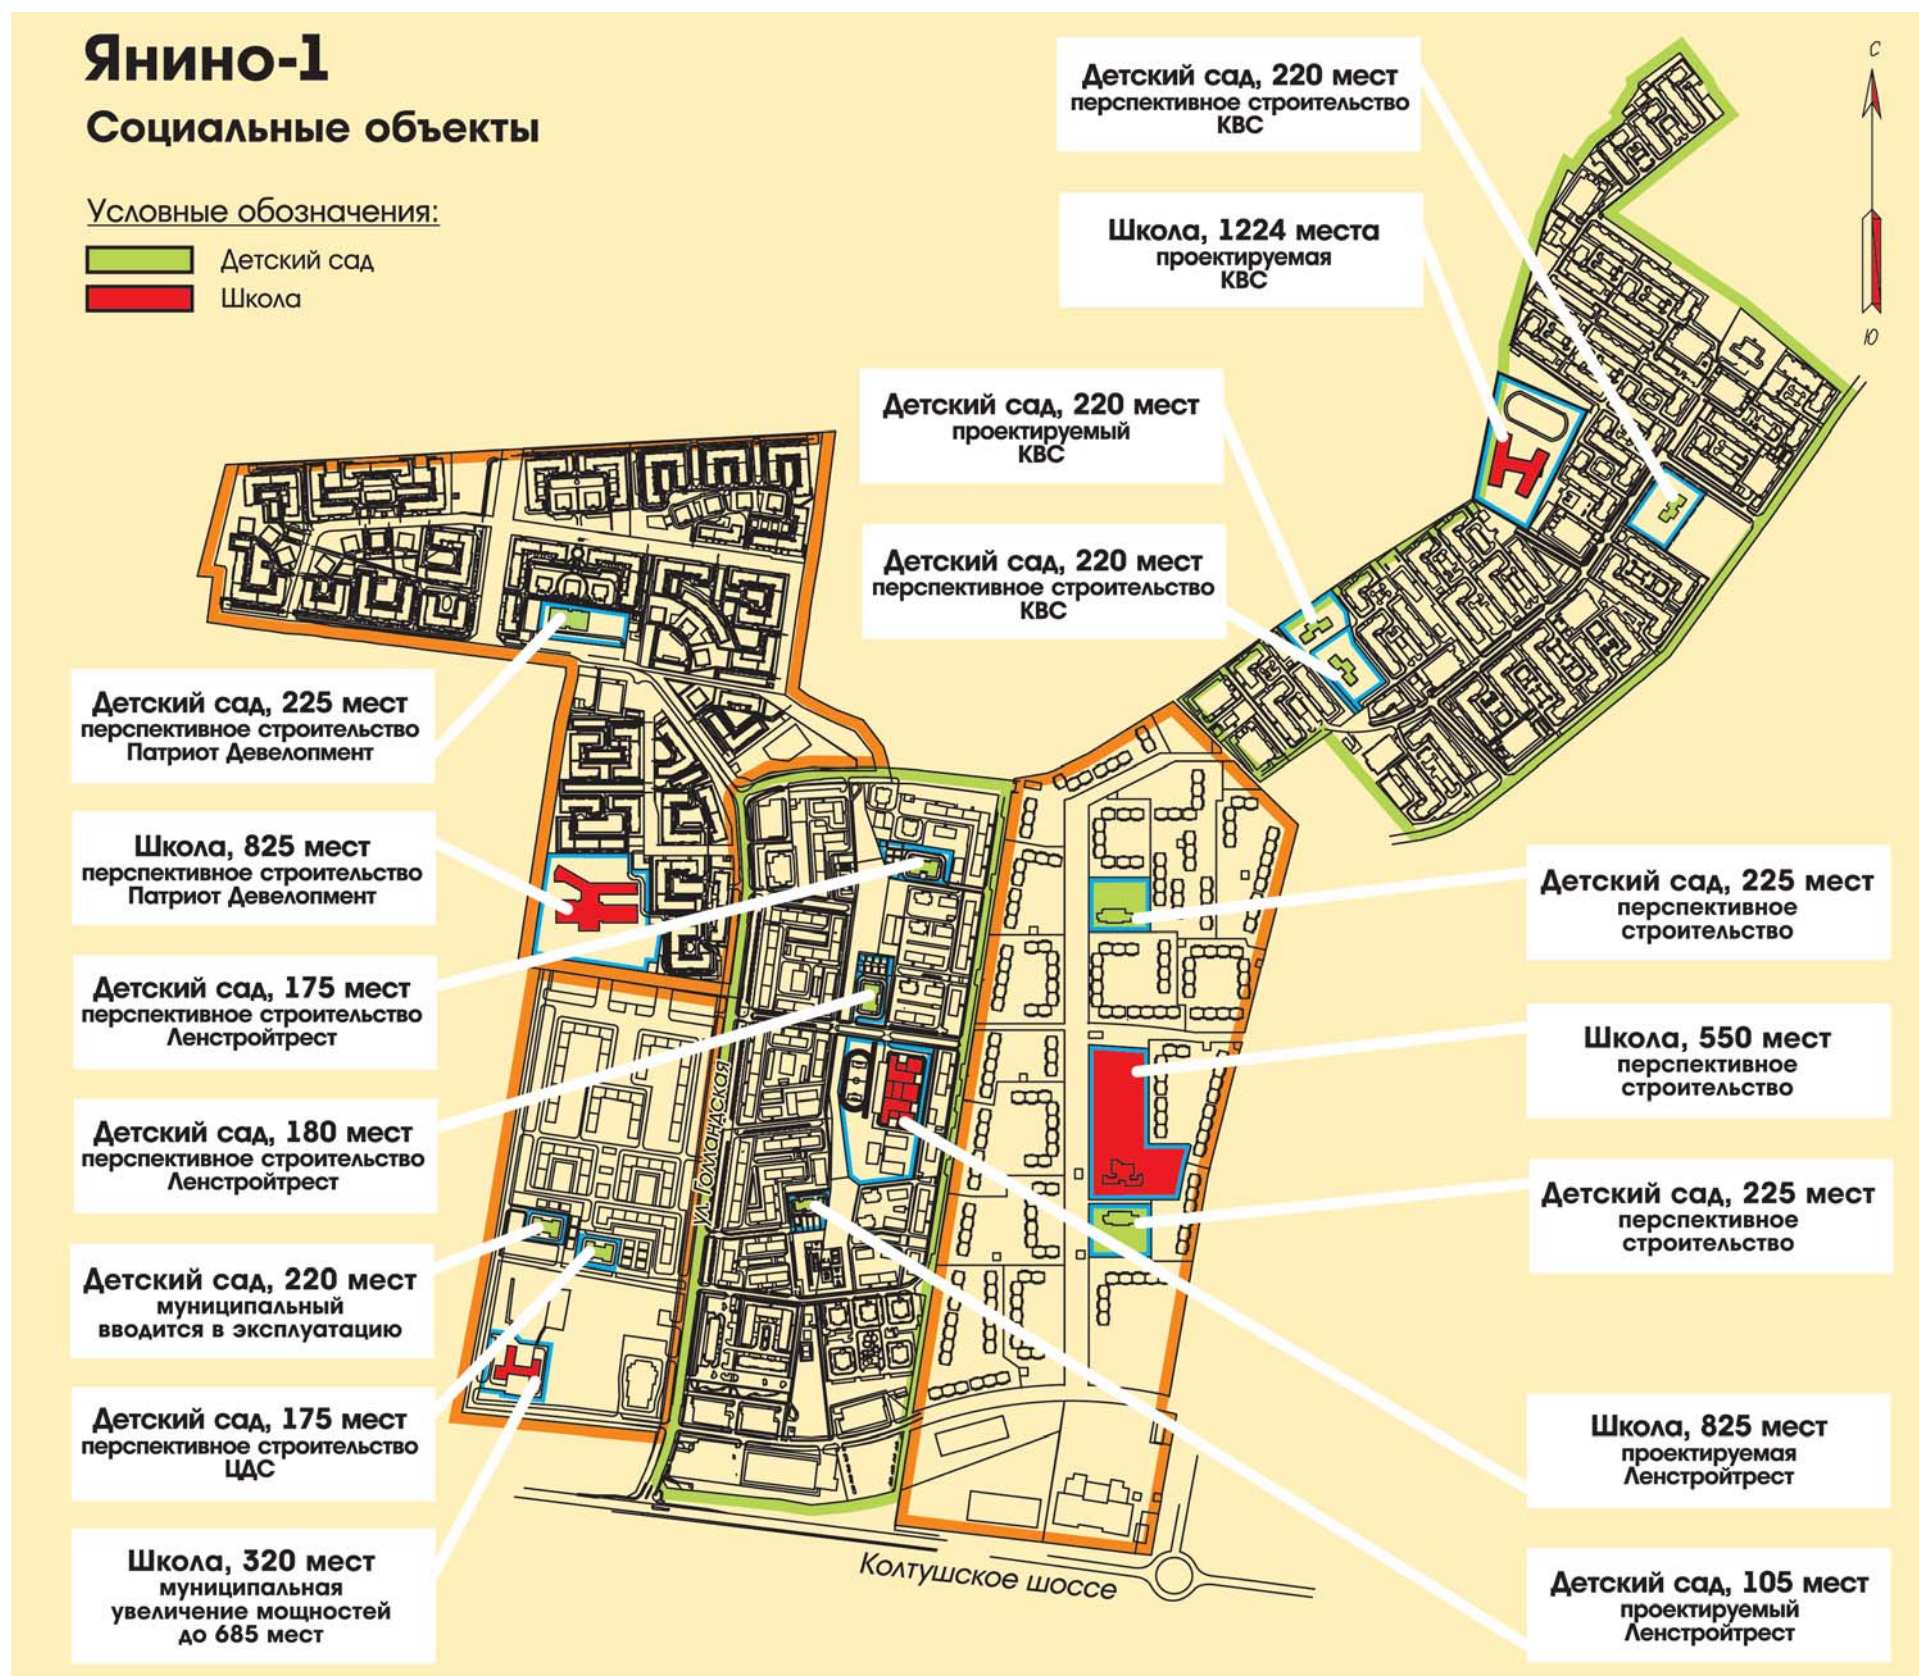 Янино-1
Социальные объекты
Условные обозначения:
Детский сад
Школа
С
Ю
Детский сад, 220 мест
перспективное строительство
КВС
Школа, 1224 места
проектируемая
КВС
Детский сад, 220 мест
проектируемый
КВС
Детский сад, 220 мест
перспективное строительство
КВС
Детский сад, 225 мест
перспективное строительство
Патриот Девелопмент
Школа, 825 мест
перспективное строительство
Патриот Девелопмент
Детский сад, 175 мест
перспективное строительство
Ленстройтрест
Детский сад, 180 мест
перспективное строительство
Ленстройтрест
Детский сад, 220 мест
муниципальный
вводится в эксплуатацию
Детский сад, 175 мест
перспективное строительство
ЦДС
Школа, 320 мест
муниципальная
увеличение мощностей
до 685 мест
ул. Голландская
Колтушское шоссе
Детский сад, 225 мест
перспективное
строительство
Школа, 550 мест
перспективное
строительство
Детский сад, 225 мест
перспективное
строительство
Школа, 825 мест
проектируемая
Ленстройтрест
Детский сад, 105 мест
проектируемый
Ленстройтрест